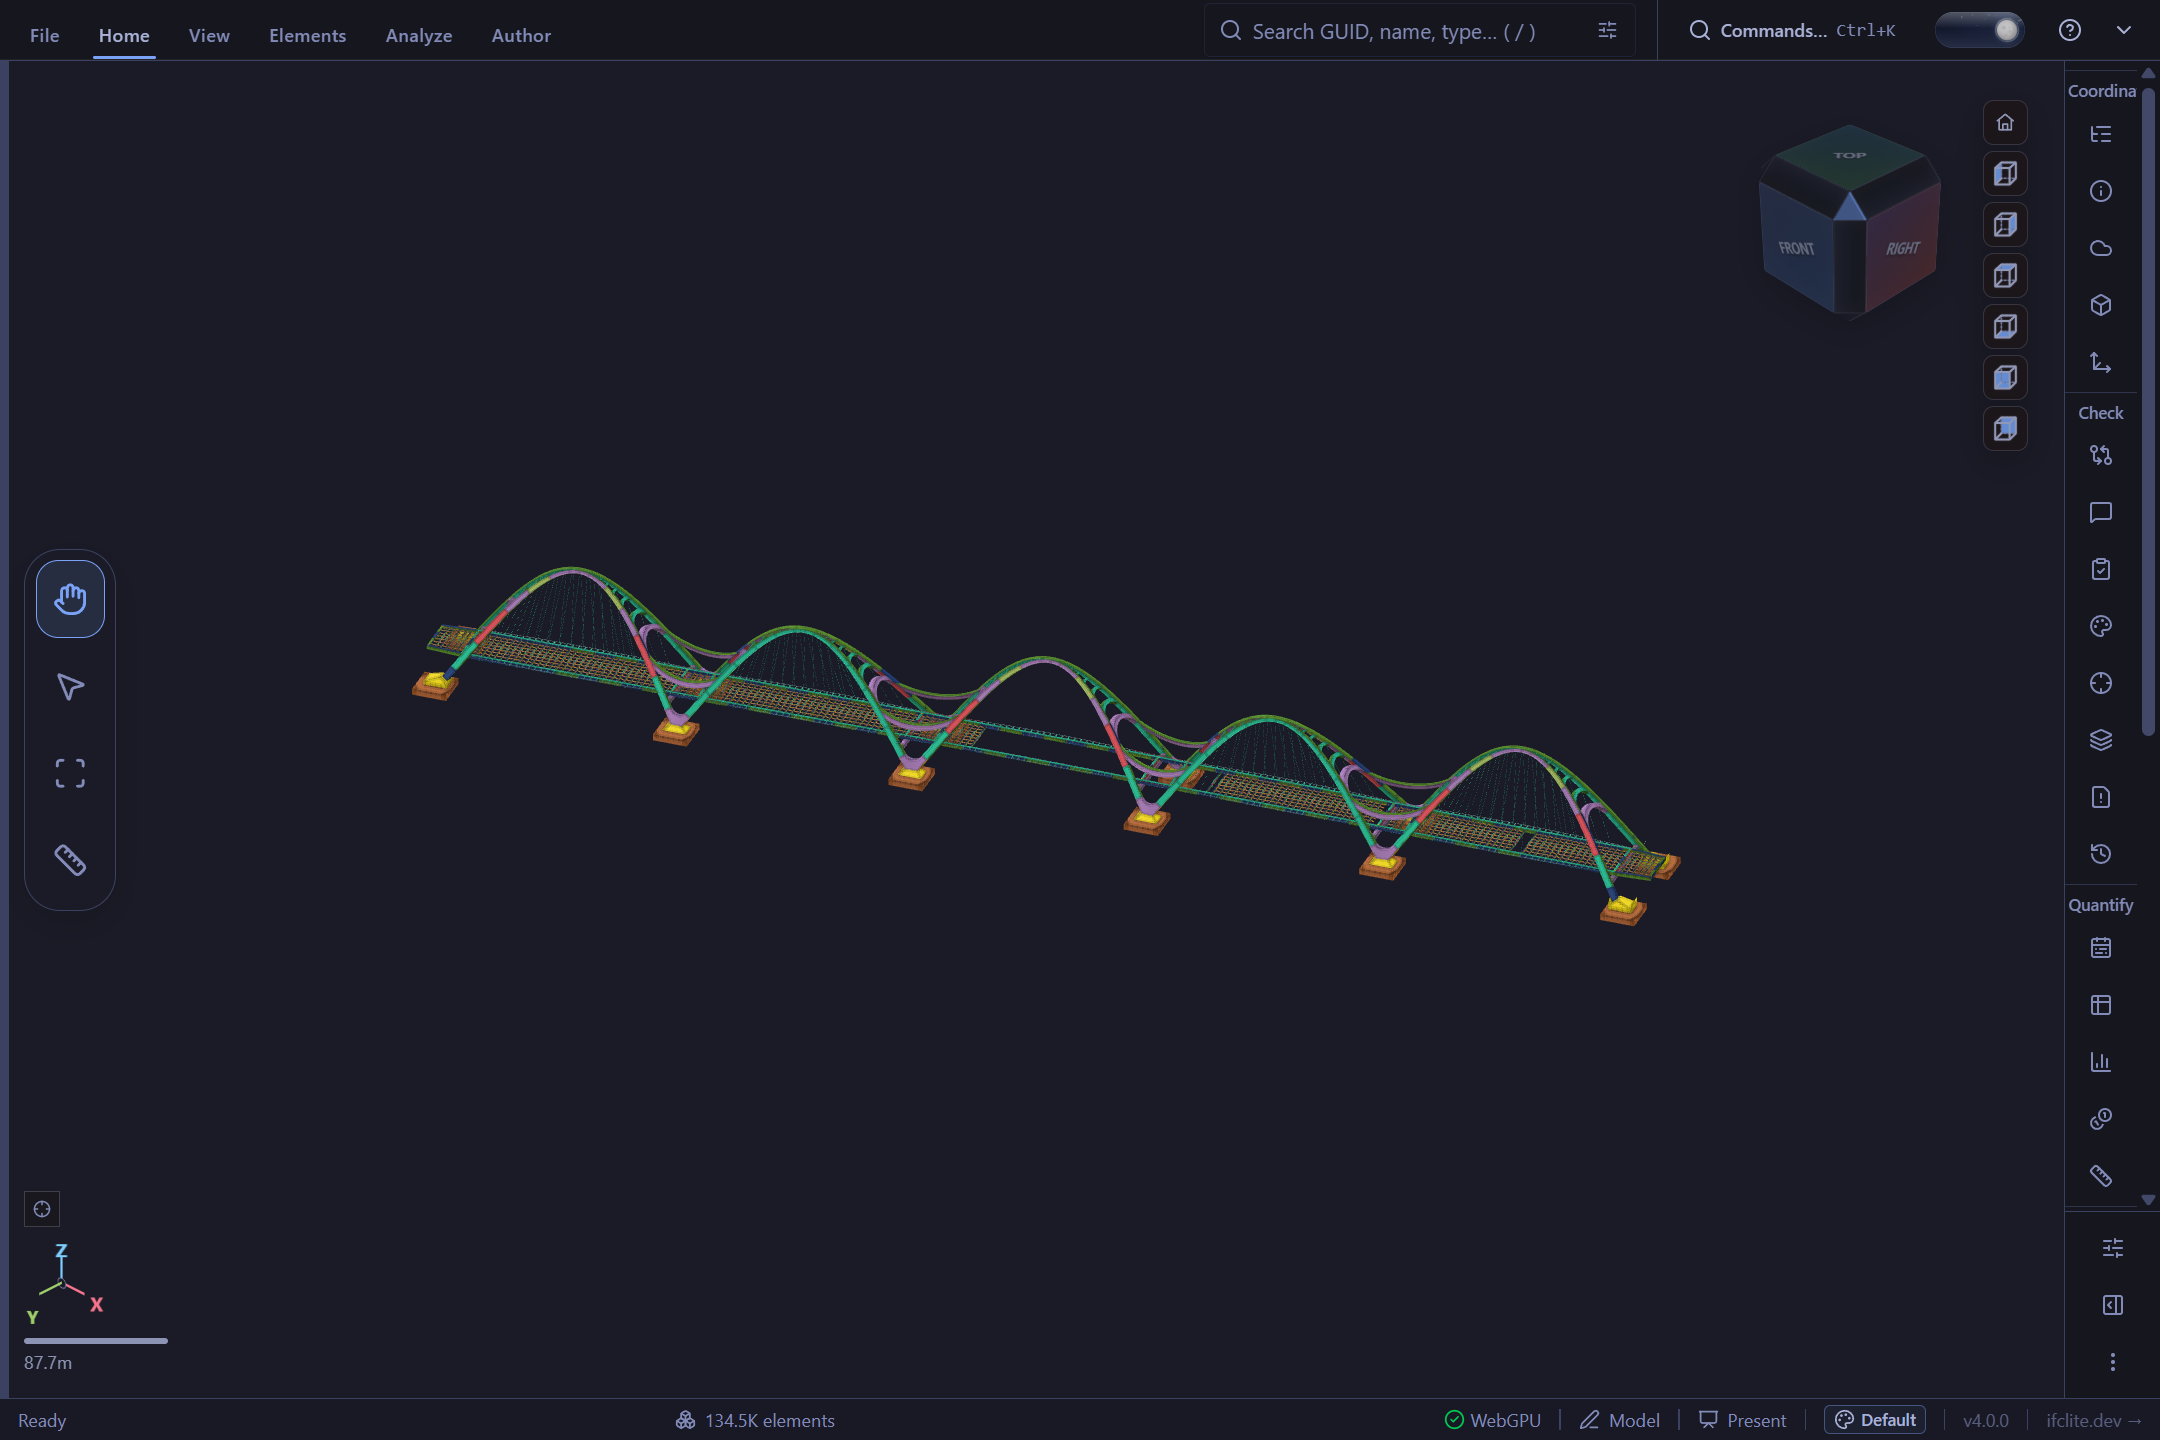 File Home View Elements Analyze Author
Search GUID, name, type... ( / )
Commands... Ctrl+K
Coordina
TOP
FRONT
RIGHT
Check
Quantify
Z
X
Y
87.7m
Ready
134.5K elements
WebGPU
Model
Present
Default
v4.0.0
ifclite.dev →